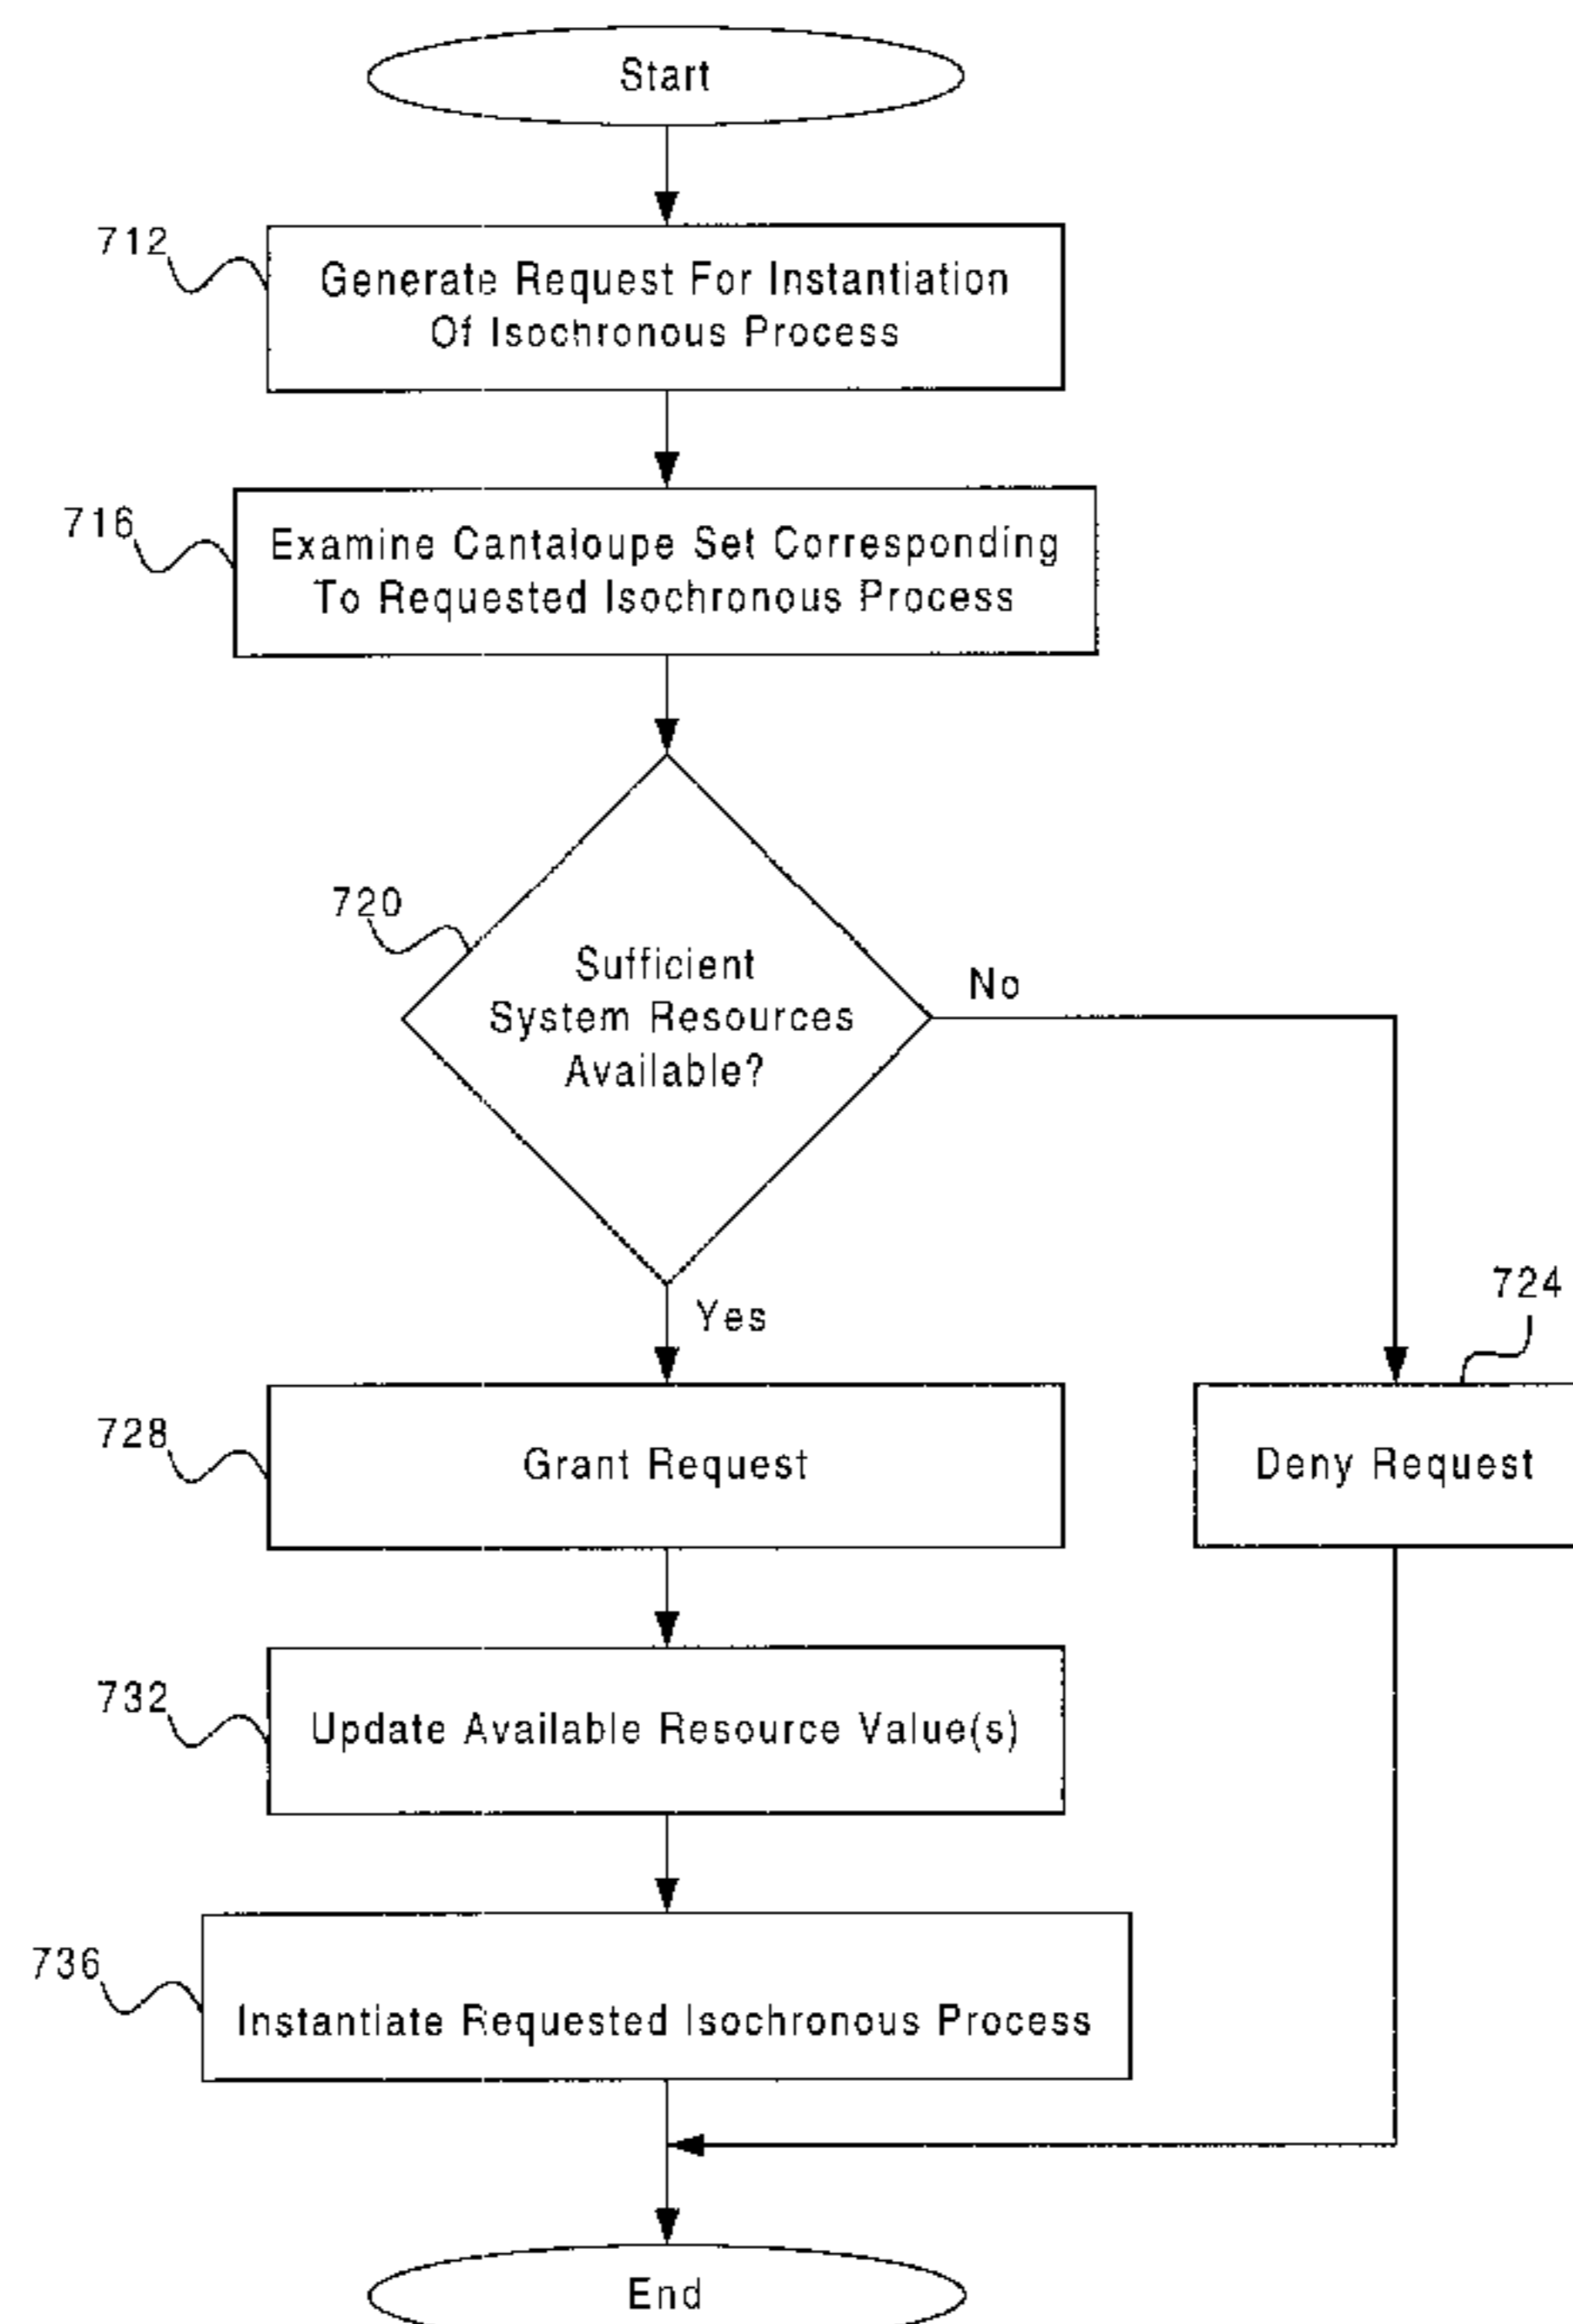 Start
712
Generate Request For Instantiation
Of Isochronous Process
716
Examine Cantaloupe Set Corresponding
To Requested Isochronous Process
720
Sufficient
System Resources
Available?
No
Yes
724
728
Grant Request
Deny Request
732
Update Available Resource Value(s)
736
Instantiate Requested Isochronous Process
End